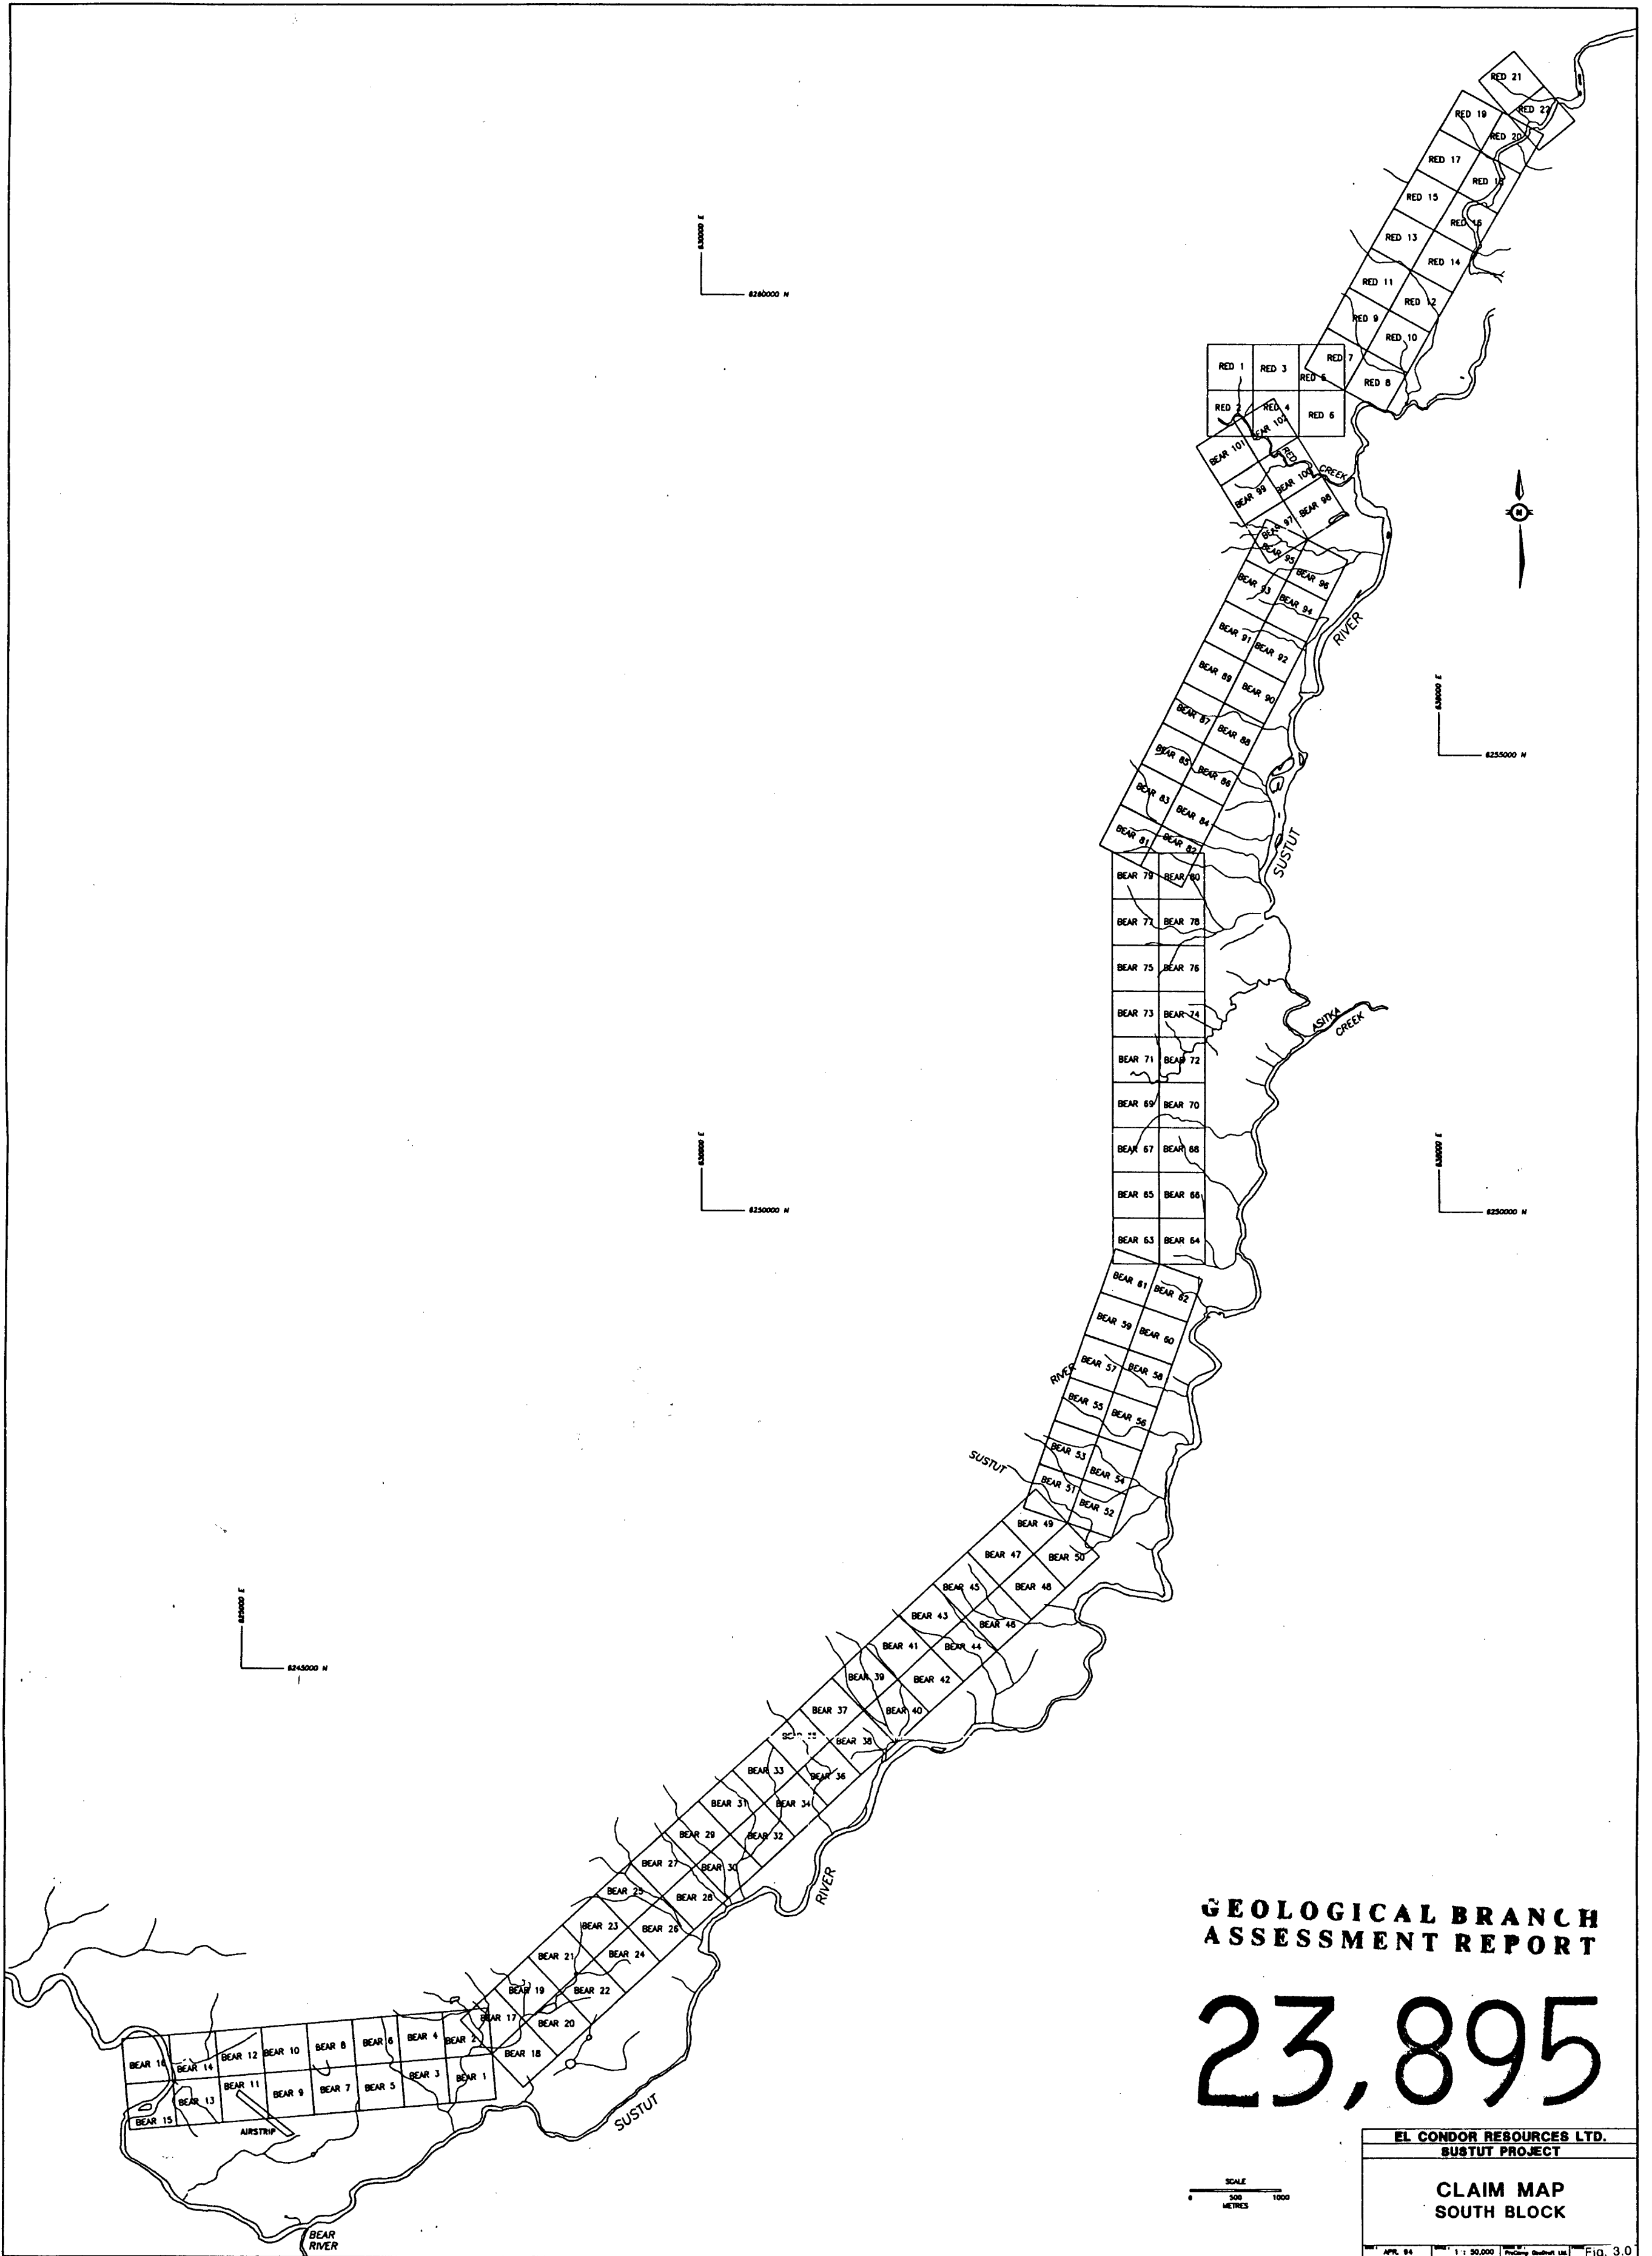 RED 21
RED 22
RED 19
RED 20
RED 17
RED 18
RED 15
RED 16
RED 13
RED 14
RED 11
RED 12
RED 9
RED 10
RED 7
RED 8
RED 1
RED 3
RED 2
RED 4
RED 6
BEAR 101
BEAR 102
RED
CREEK
BEAR 99
BEAR 100
BEAR 97
BEAR 98
N
BEAR 95
BEAR 96
BEAR 93
BEAR 94
RIVER
BEAR 91
BEAR 92
BEAR 89
BEAR 90
BEAR 87
BEAR 88
BEAR 85
BEAR 86
BEAR 83
BEAR 84
BEAR 81
BEAR 82
SUSTUT
630000 E
6260000 N
6255000 N
BEAR 79
BEAR 80
BEAR 77
BEAR 78
BEAR 75
BEAR 76
BEAR 73
BEAR 74
ASITKA
CREEK
BEAR 71
BEAR 72
BEAR 69
BEAR 70
BEAR 67
BEAR 68
630000 E
6250000 N
6250000 N
BEAR 65
BEAR 66
BEAR 63
BEAR 64
BEAR 61
BEAR 62
BEAR 59
BEAR 60
RIVER
BEAR 57
BEAR 58
BEAR 55
BEAR 56
SUSTUT
BEAR 53
BEAR 54
BEAR 51
BEAR 52
BEAR 49
BEAR 50
BEAR 47
BEAR 48
BEAR 45
BEAR 46
BEAR 43
BEAR 44
BEAR 41
BEAR 42
625000 E
6245000 N
BEAR 39
BEAR 40
BEAR 37
BEAR 38
BEAR 36
BEAR 33
BEAR 34
BEAR 31
BEAR 32
BEAR 29
BEAR 30
BEAR 27
BEAR 28
RIVER
BEAR 25
BEAR 26
BEAR 23
BEAR 24
BEAR 21
BEAR 22
BEAR 19
BEAR 20
BEAR 17
BEAR 18
SUSTUT
BEAR 14
BEAR 12
BEAR 10
BEAR 8
BEAR 6
BEAR 4
BEAR 2
BEAR 15
BEAR 13
BEAR 11
BEAR 9
BEAR 7
BEAR 5
BEAR 3
BEAR 1
AIRSTRIP
BEAR
RIVER
GEOLOGICAL BRANCH
ASSESSMENT REPORT
23,895
SCALE
0 500 1000
METRES
EL CONDOR RESOURCES LTD.
SUSTUT PROJECT
CLAIM MAP
SOUTH BLOCK
APR. 94
1 : 50,000
Fig. 3.0